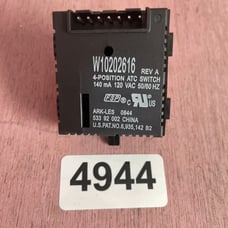 W10202616
REV A
4-POSITION ATC SWITCH
140 mA 120 VAC 50/60 HZ
c US
ARK-LES 0844
533 92 002 CHINA
U.S.PAT.NO.6,935,142 B2
4944